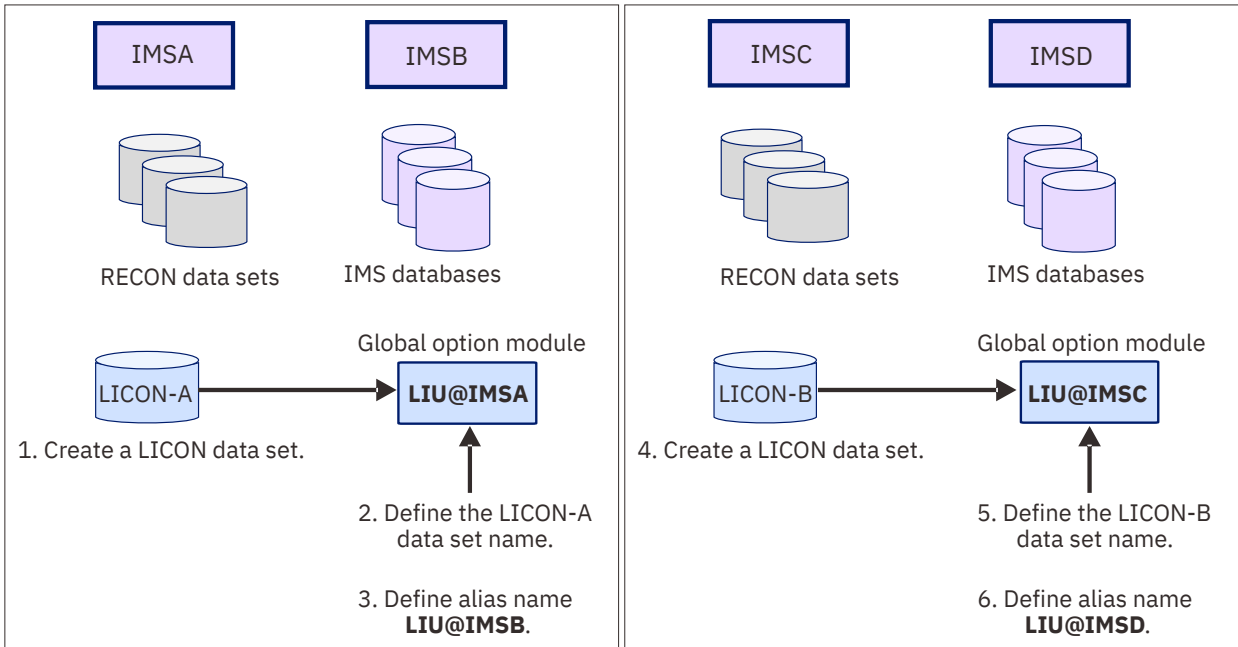 IMSA
IMSB
RECON data sets
IMS databases
Global option module
LICON-A
LIU@IMSA
1. Create a LICON data set.
2. Define the LICON-A
data set name.
3. Define alias name
LIU@IMSB.
IMSC
IMSD
RECON data sets
IMS databases
Global option module
LICON-B
LIU@IMSC
4. Create a LICON data set.
5. Define the LICON-B
data set name.
6. Define alias name
LIU@IMSD.